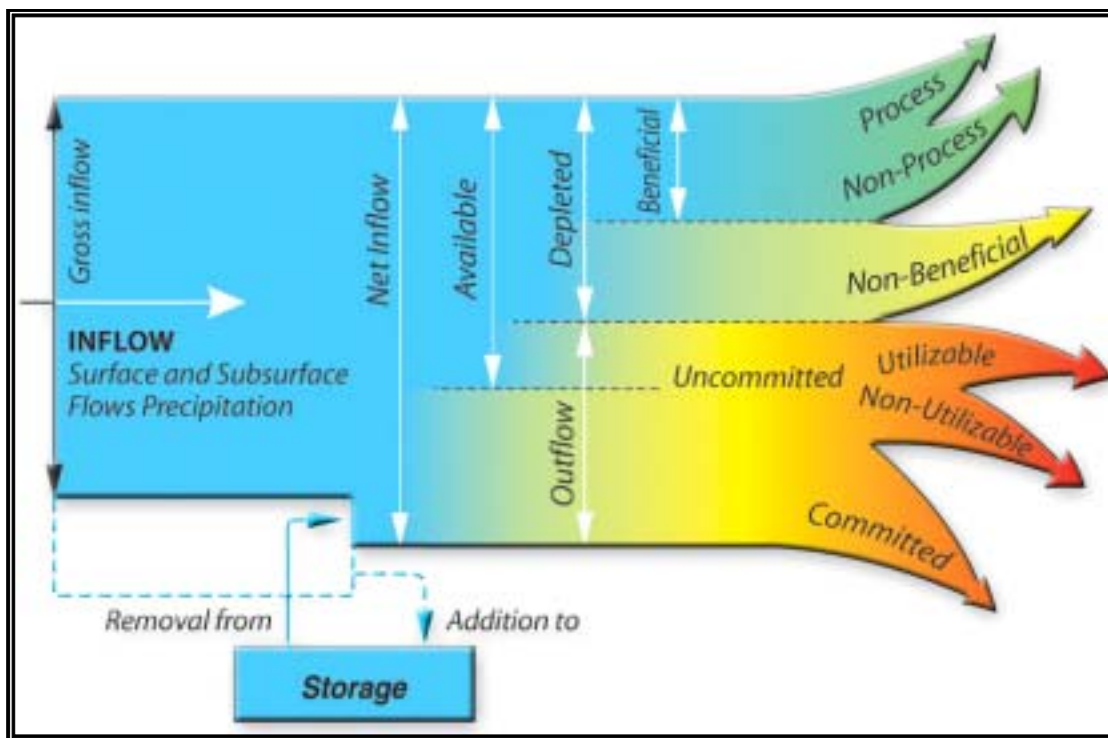 Gross inflow
INFLOW
Surface and Subsurface
Flows Precipitation
Net Inflow
Available
Depleted
Beneficial
Outflow
Uncommitted
Process
Non-Process
Non-Beneficial
Utilizable
Non-Utilizable
Committed
Removal from
Addition to
Storage